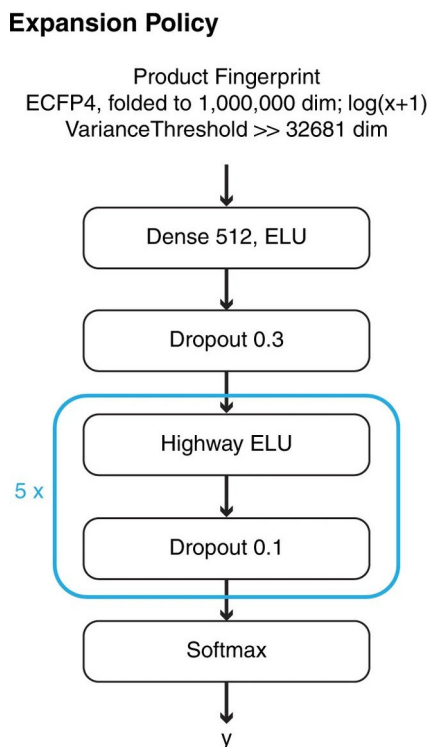 Expansion Policy
Product Fingerprint
ECFP4, folded to 1,000,000 dim; log(x+1)
VarianceThreshold >> 32681 dim
Dense 512, ELU
Dropout 0.3
Highway ELU
5 x
Dropout 0.1
Softmax
y